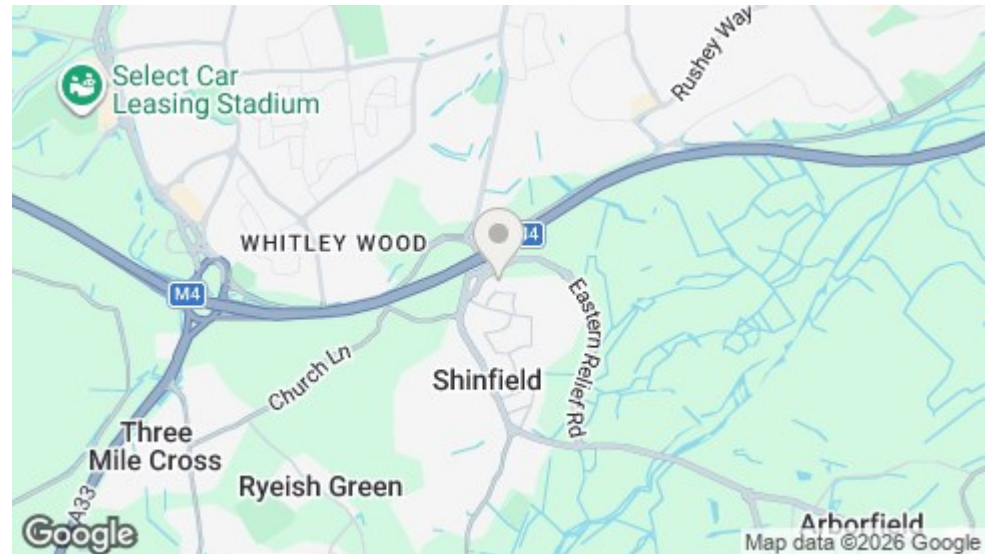 Select Car
Leasing Stadium
Rushey Way
WHITLEY WOOD
M4
M4
Eastern Relief Rd
Church Ln
Shinfield
Three
Mile Cross
Ryeish Green
A33
Arborfield
Google
Map data ©2026 Google